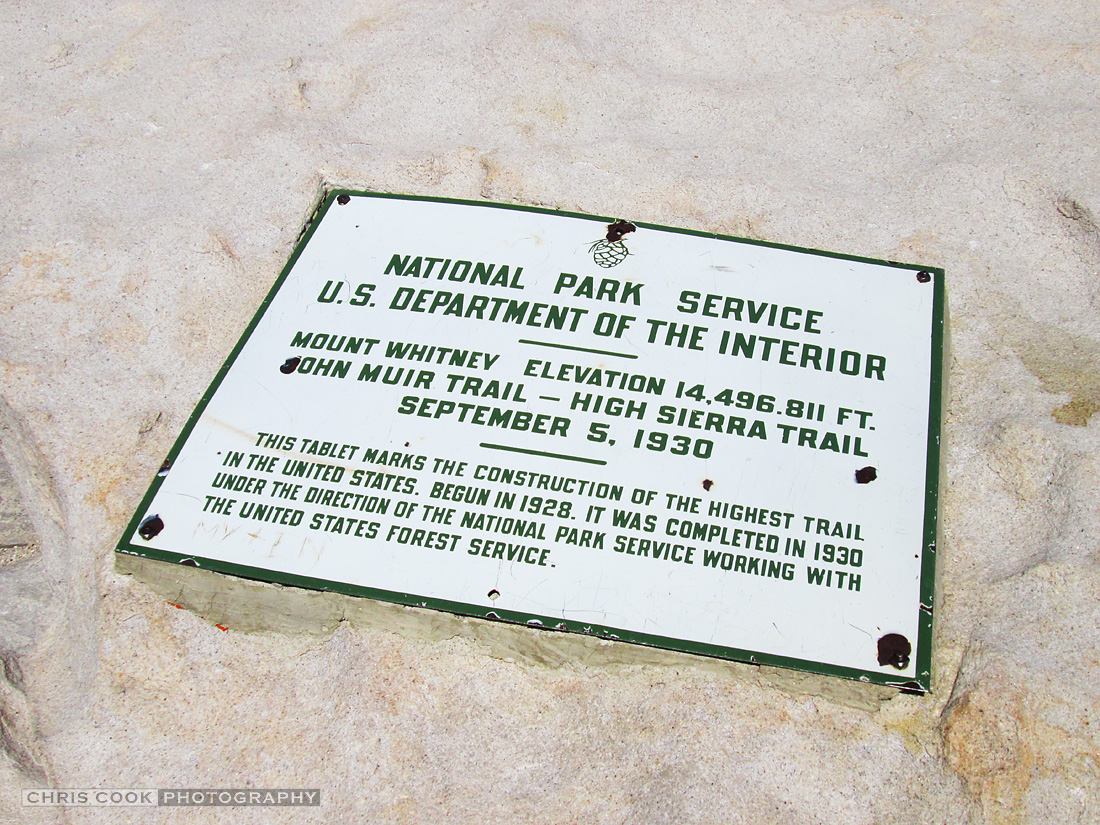 NATIONAL PARK SERVICE
U.S. DEPARTMENT OF THE INTERIOR
MOUNT WHITNEY ELEVATION 14,496.811 FT.
JOHN MUIR TRAIL – HIGH SIERRA TRAIL
SEPTEMBER 5, 1930
THIS TABLET MARKS THE CONSTRUCTION OF THE HIGHEST TRAIL
IN THE UNITED STATES. BEGUN IN 1928. IT WAS COMPLETED IN 1930
UNDER THE DIRECTION OF THE NATIONAL PARK SERVICE WORKING WITH
THE UNITED STATES FOREST SERVICE.
CHRIS COOK PHOTOGRAPHY